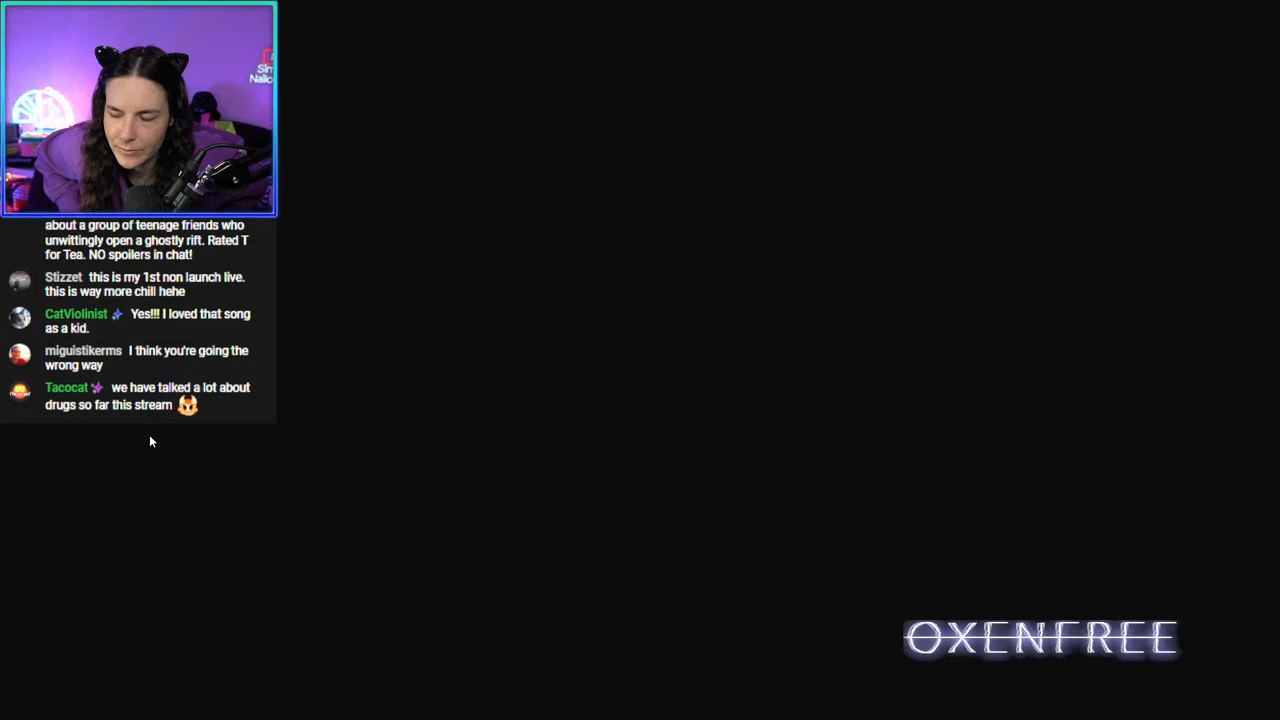 Sim
Nailo
about a group of teenage friends who
unwittingly open a ghostly rift. Rated T
for Tea. NO spoilers in chat!
Stizzet this is my 1st non launch live.
this is way more chill hehe
CatViolinist Yes!!! I loved that song
as a kid.
miguistikerms I think you're going the
wrong way
Tacocat we have talked a lot about
drugs so far this stream
OXENFREE